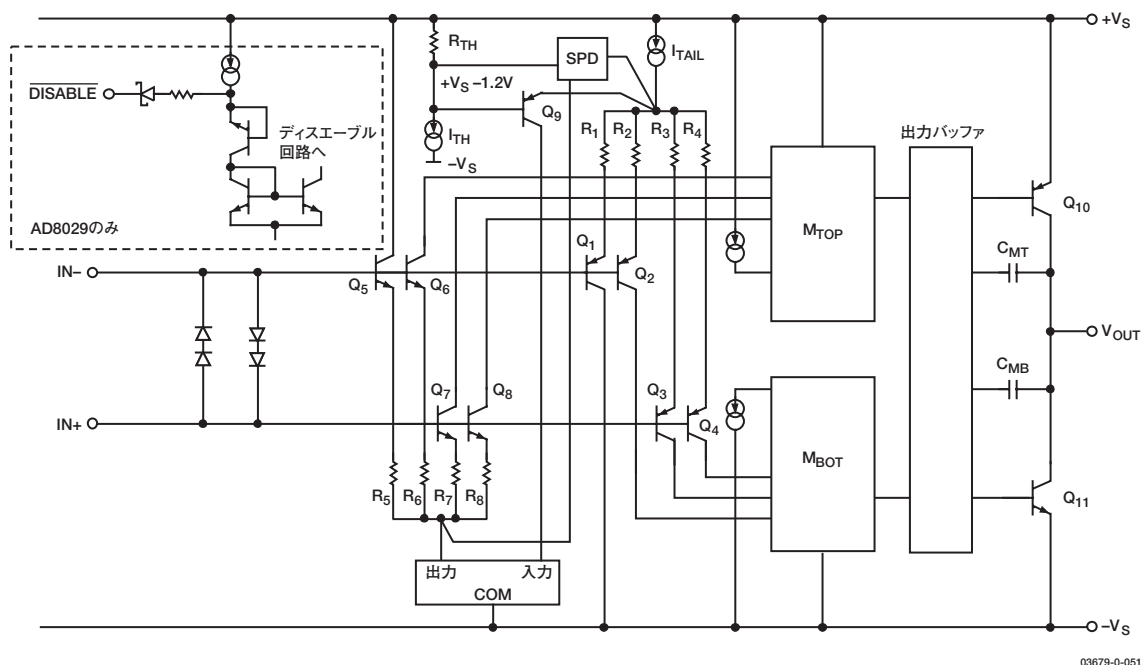 +VS
RTH
SPD
ITAIL
DISABLE
+VS –1.2V
Q9
ITH
–VS
R1
R2
R3
R4
ディスエーブル
回路へ
出力バッファ
AD8029のみ
MTOP
Q10
Q1
CMT
IN–
Q5
Q6
Q2
VOUT
CMB
Q7
Q8
Q3
IN+
Q4
MBOT
R5
R6
R7
R8
Q11
出力
入力
COM
–VS
03679-0-051